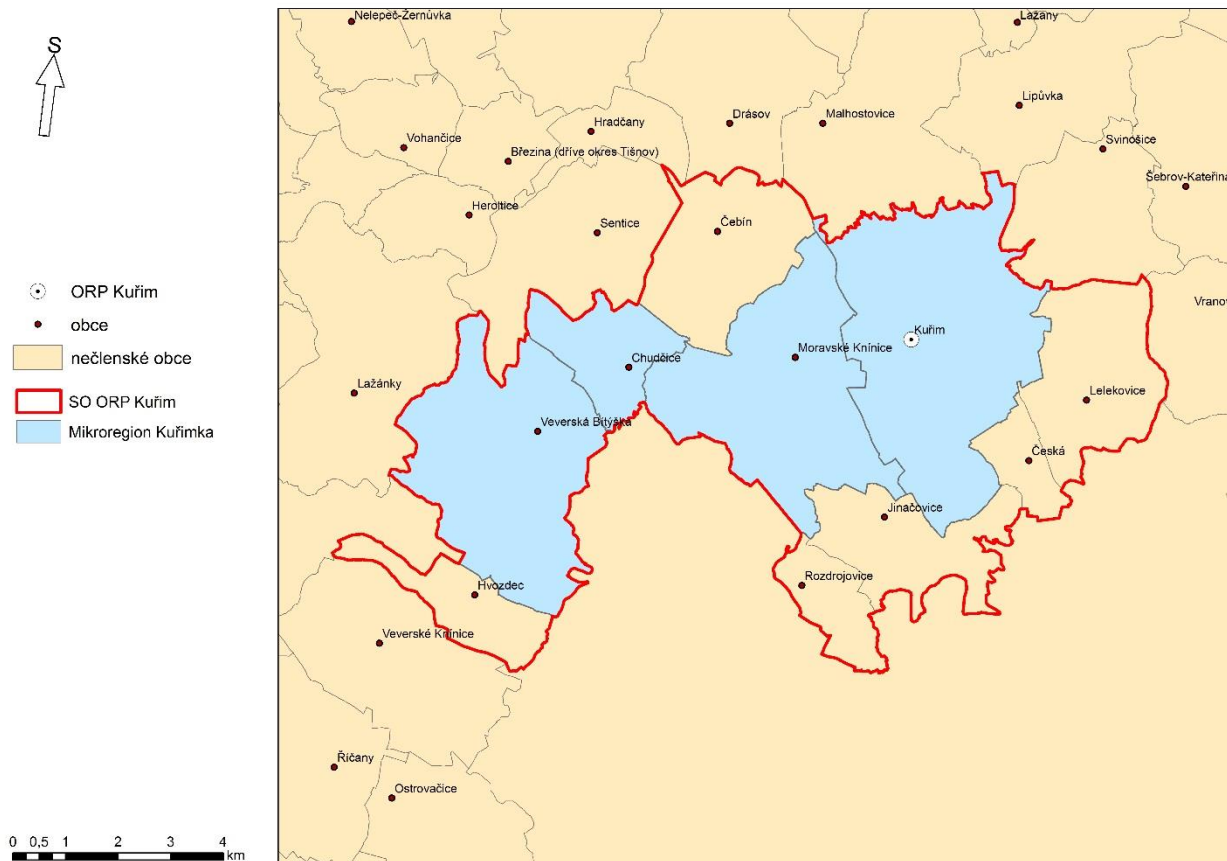 S
ORP Kuřim
obce
nečlenské obce
SO ORP Kuřim
Mikroregion Kuřimka
0 0,5 1 2 3 4
km
Nelepeč-Žernůvka
Lažany
Lipůvka
Drásov
Malhostovice
Hradčany
Vohančice
Březina (dříve okres Tišnov)
Svinošice
Šebrov-Kateřina
Heroltice
Sentice
Čebín
Vranov
Kuřim
Moravské Knínice
Chudčice
Lažánky
Lelekovice
Veverská Bítýška
Česká
Jinačovice
Rozdrojovice
Hvozdec
Veverské Knínice
Říčany
Ostrovačice